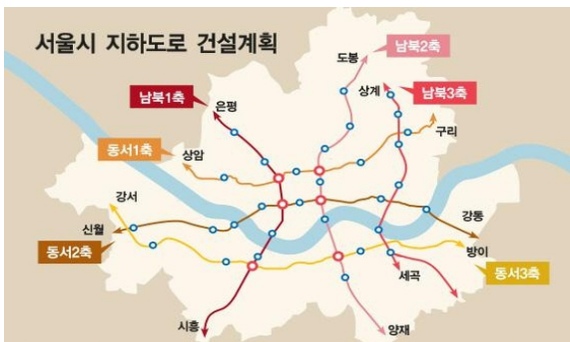 서울시 지하도로 건설계획
남북2축
도봉
남북1축
은평
상계
남북3축
구리
동서1축
상암
강서
신월
동서2축
강동
방이
동서3축
세곡
시흥
양재